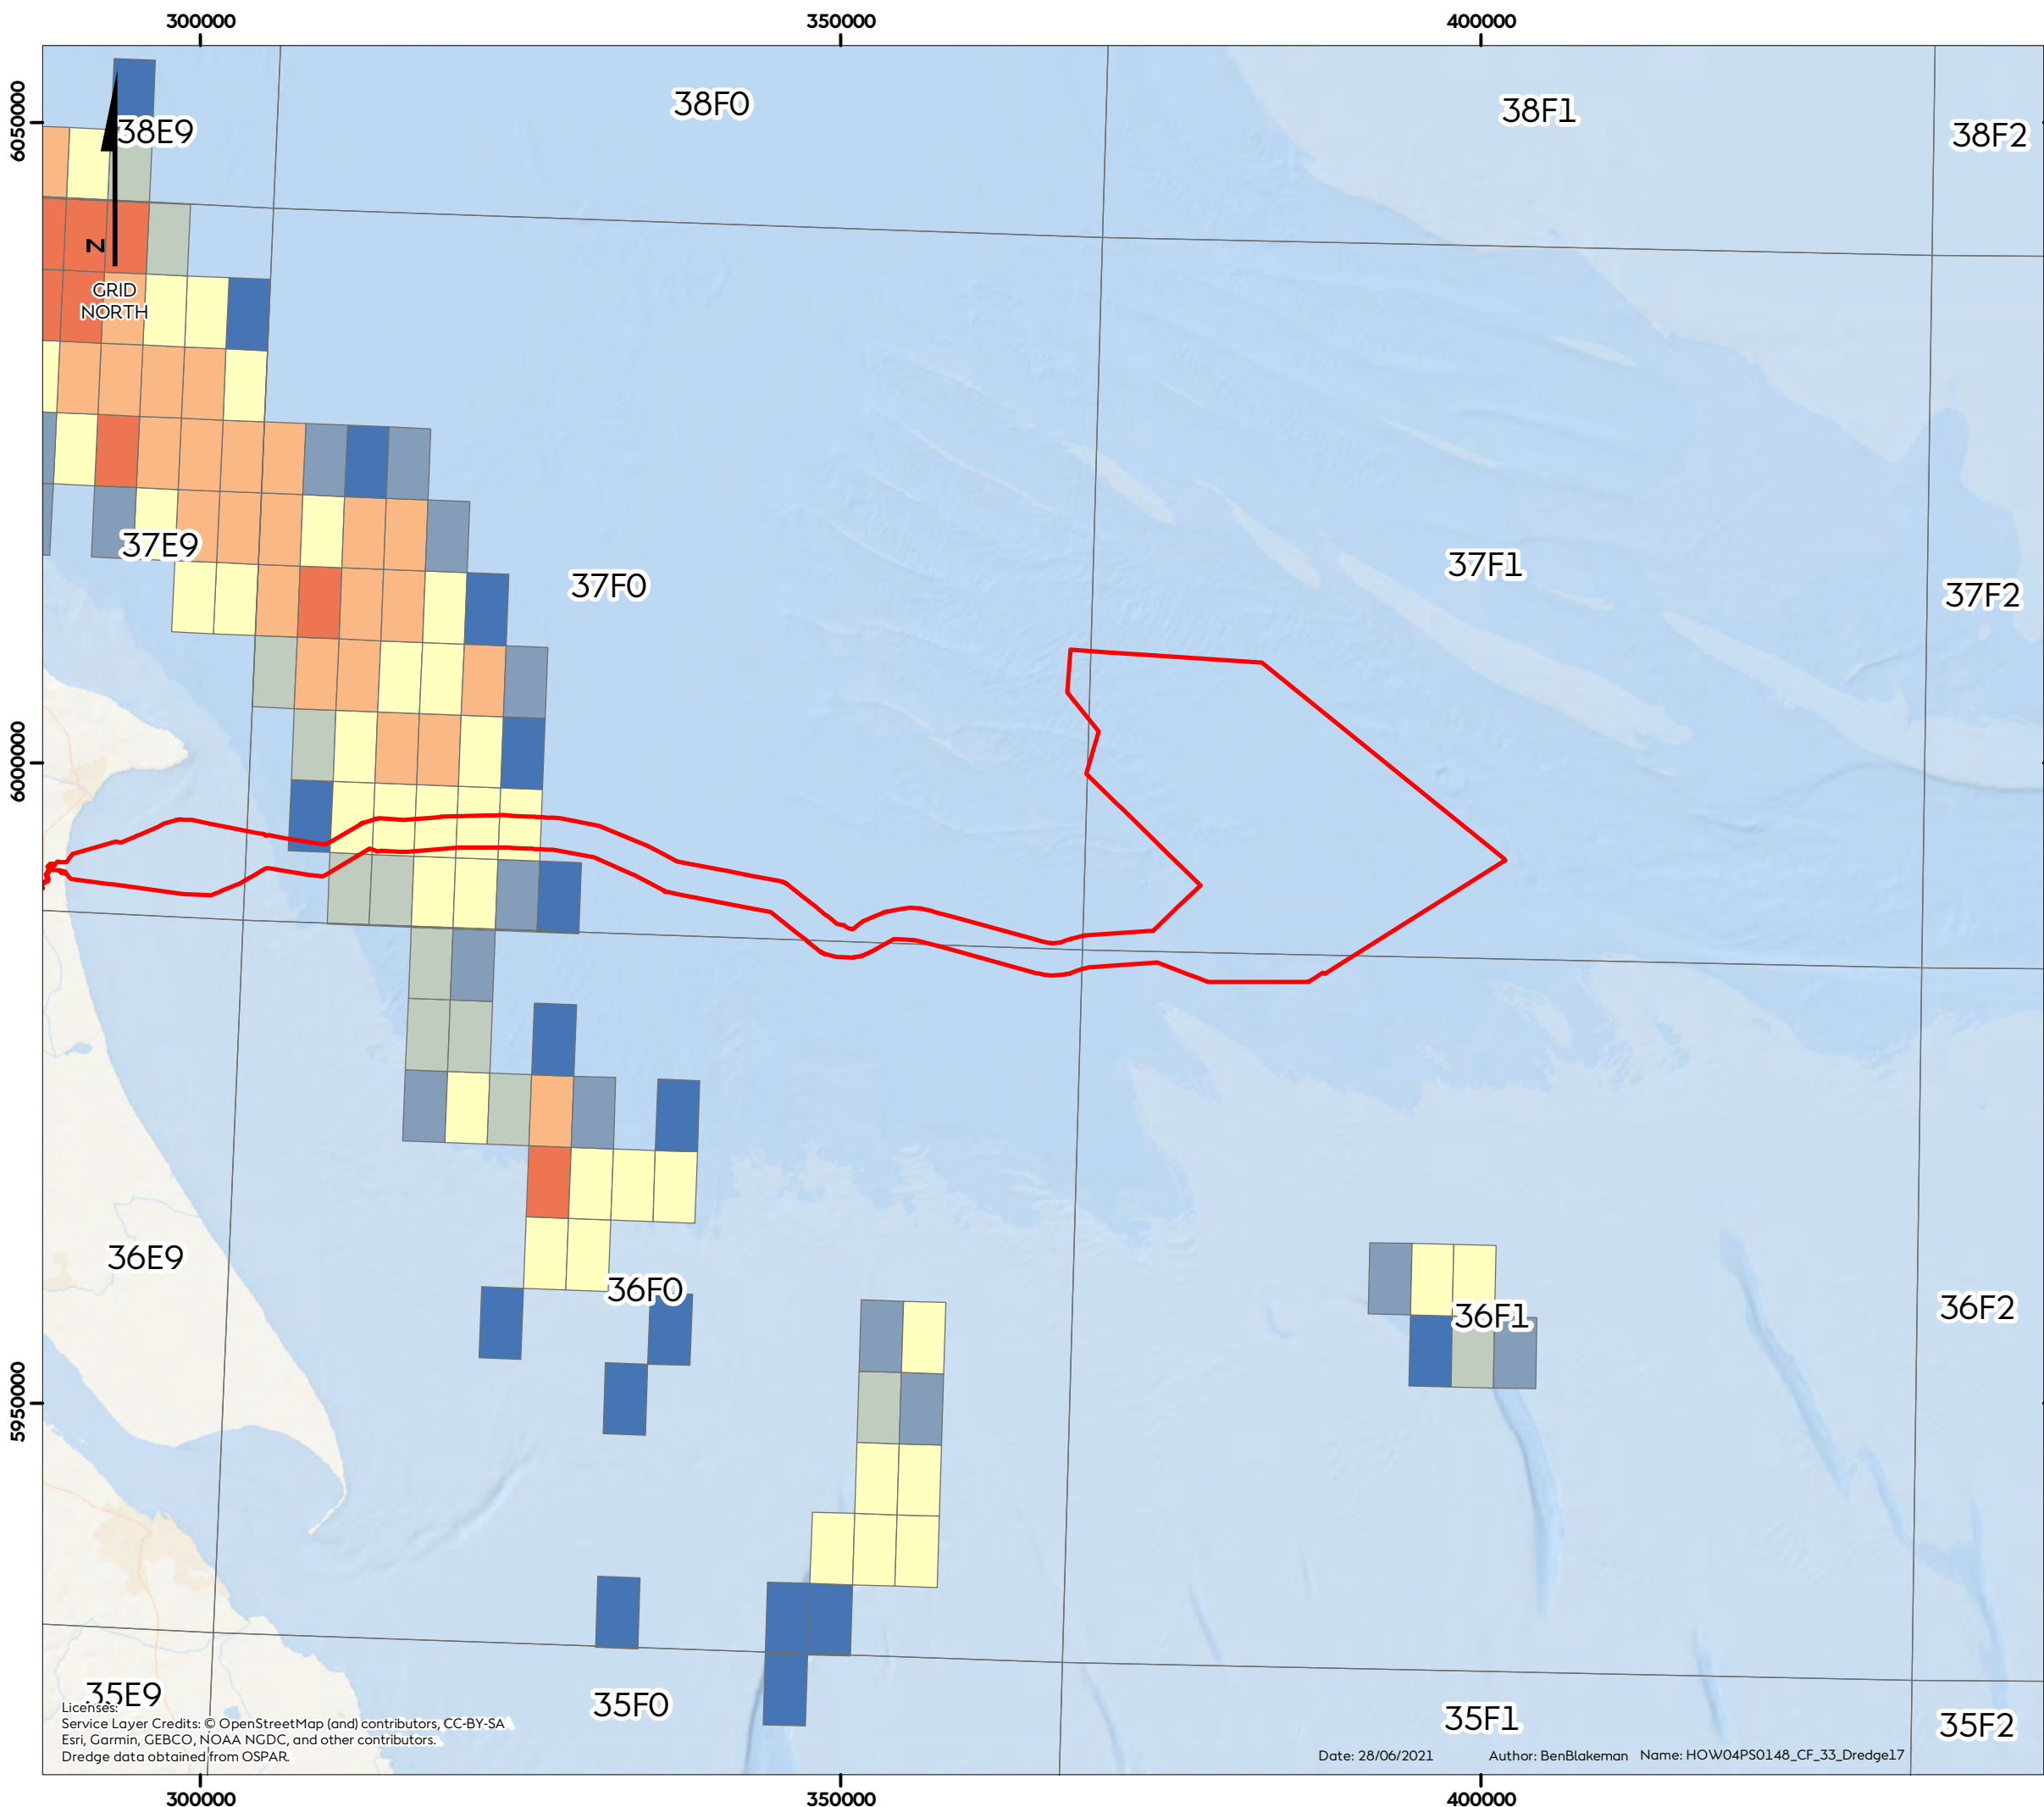 300000 350000 400000
6050000
38E9 38F0 38F1 38F2
N
GRID
NORTH
37E9 37F0 37F1 37F2
6000000
36E9 36F0 36F1 36F2
5950000
35E9 35F0 35F1 35F2
Licenses:
Service Layer Credits: © OpenStreetMap (and) contributors, CC-BY-SA
Esri, Garmin, GEBCO, NOAA NGDC, and other contributors.
Dredge data obtained from OSPAR.
Date: 28/06/2021 Author: BenBlakeman Name: HOW04PS0148_CF_33_Dredge17
300000 350000 400000